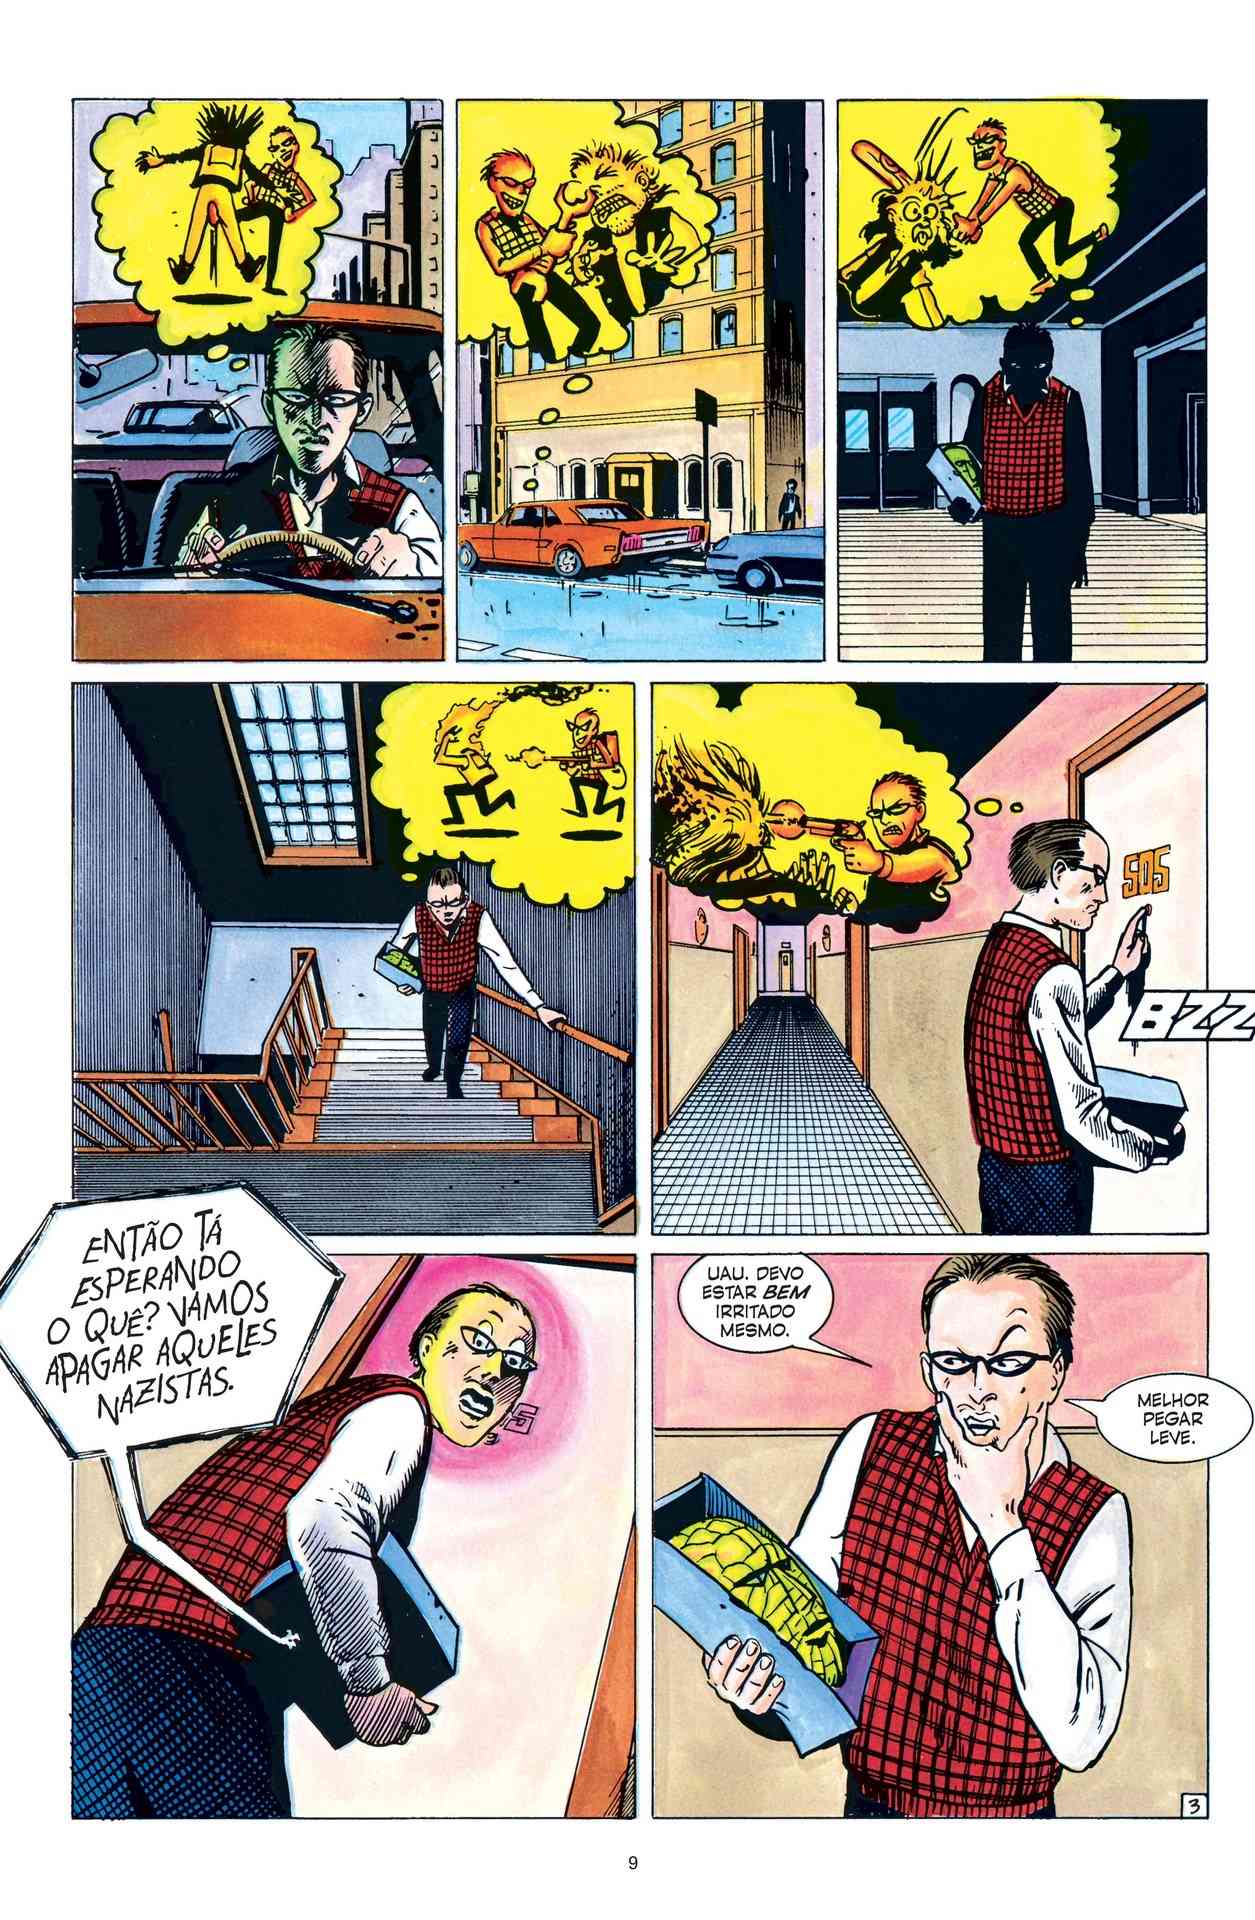 505
BZZ
ENTÃO TÁ
ESPERANDO
O QUÊ? VAMOS
APAGAR AQUELES
NAZISTAS.
5
UAU. DEVO
ESTAR BEM
IRRITADO
MESMO.
MELHOR
PEGAR
LEVE.
3
9